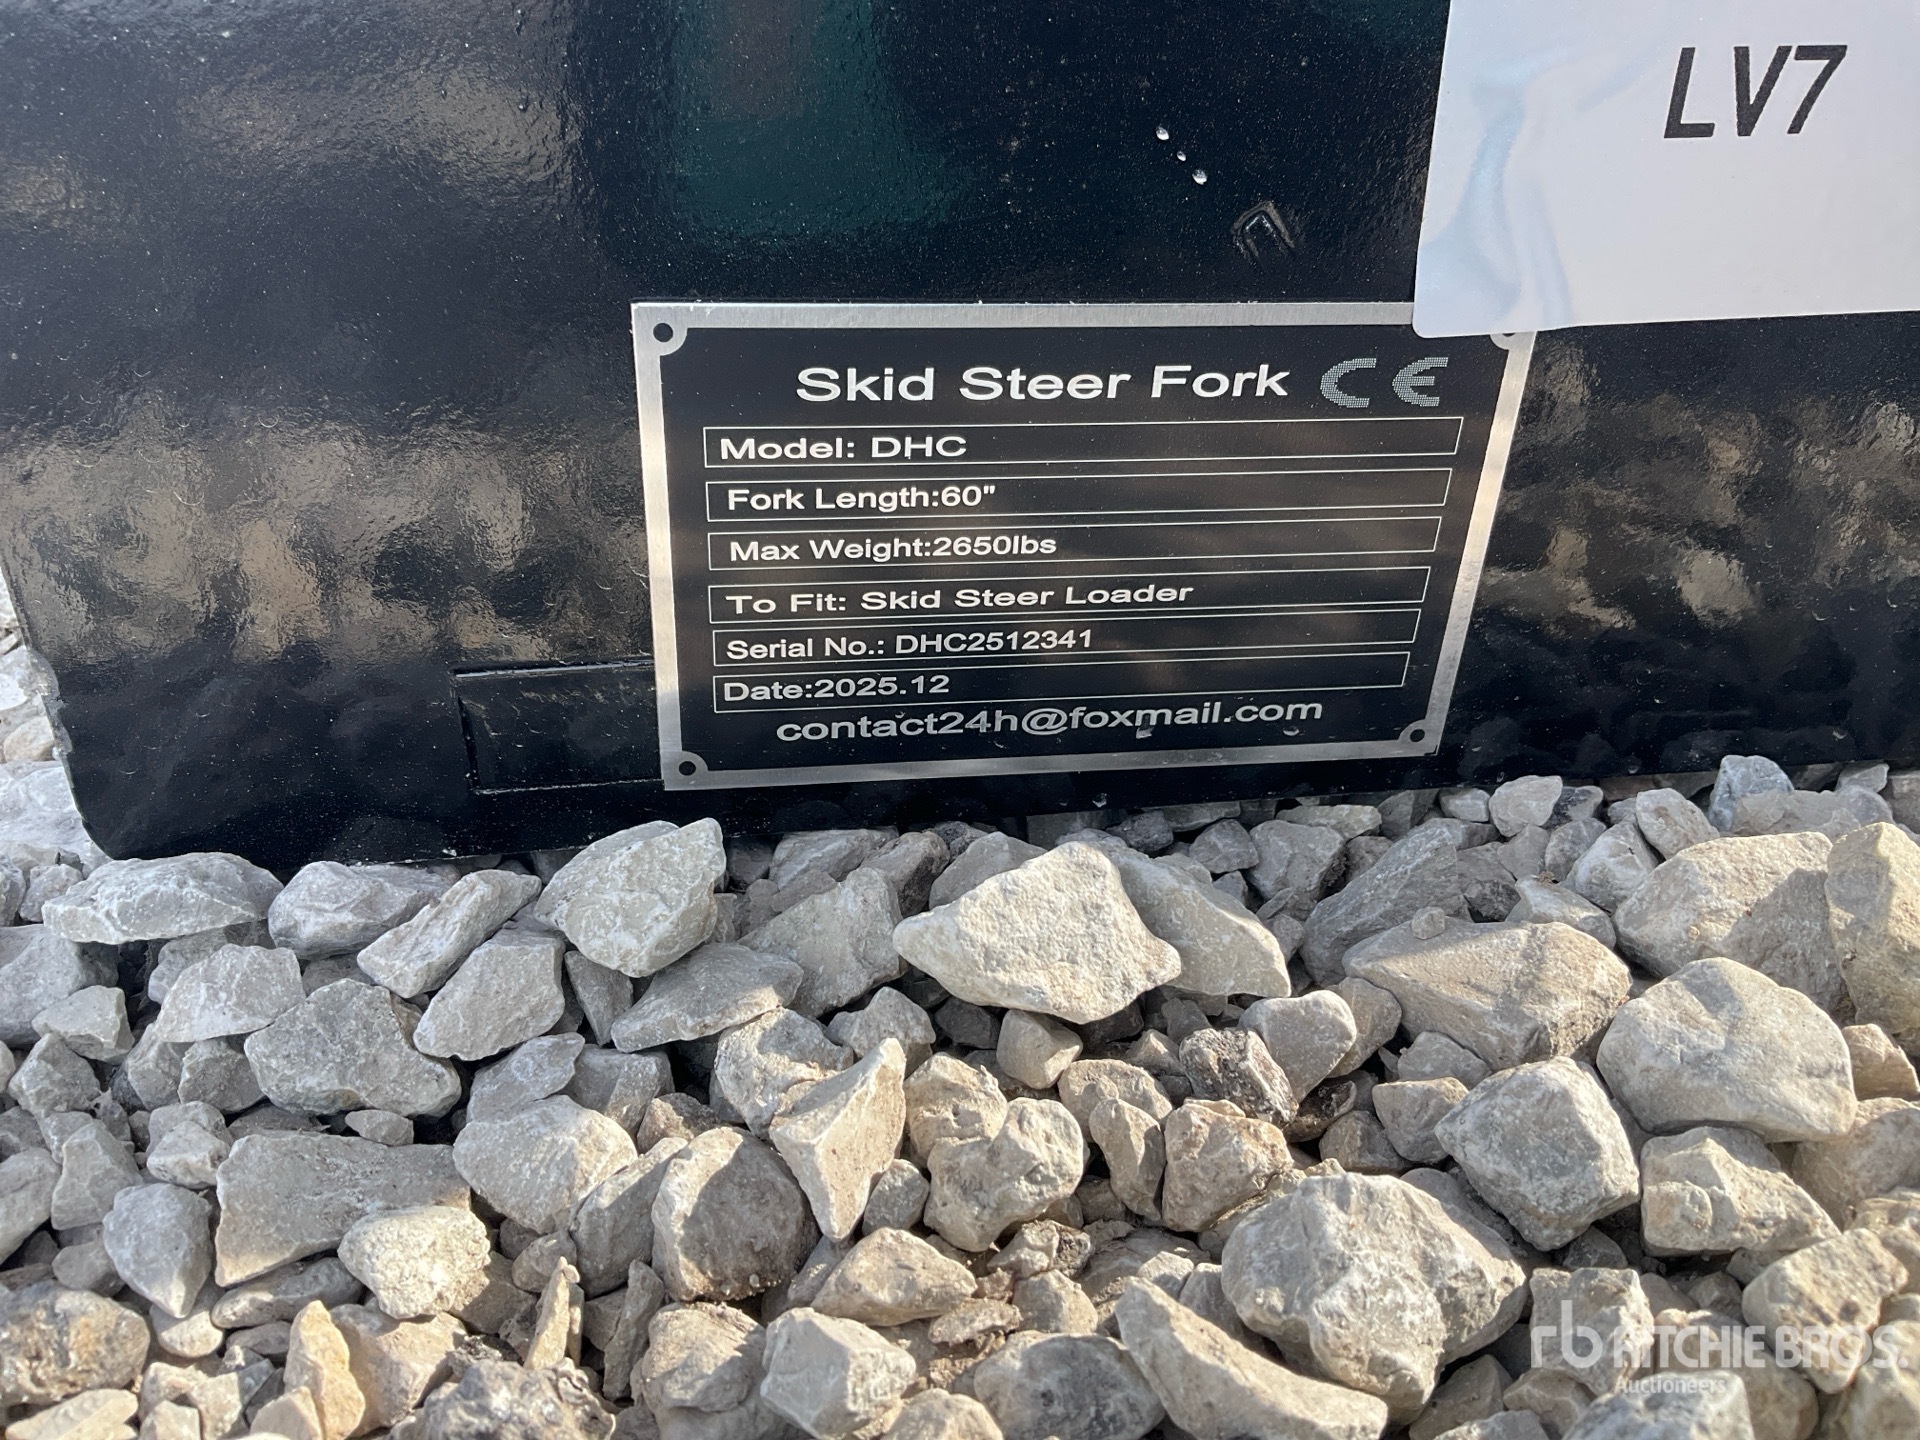 LV7
Skid Steer Fork CE
Model: DHC
Fork Length:60"
Max Weight:2650lbs
To Fit: Skid Steer Loader
Serial No.: DHC2512341
Date:2025.12
contact24h@foxmail.com
rb RITCHIE BROS.
Auctioneers